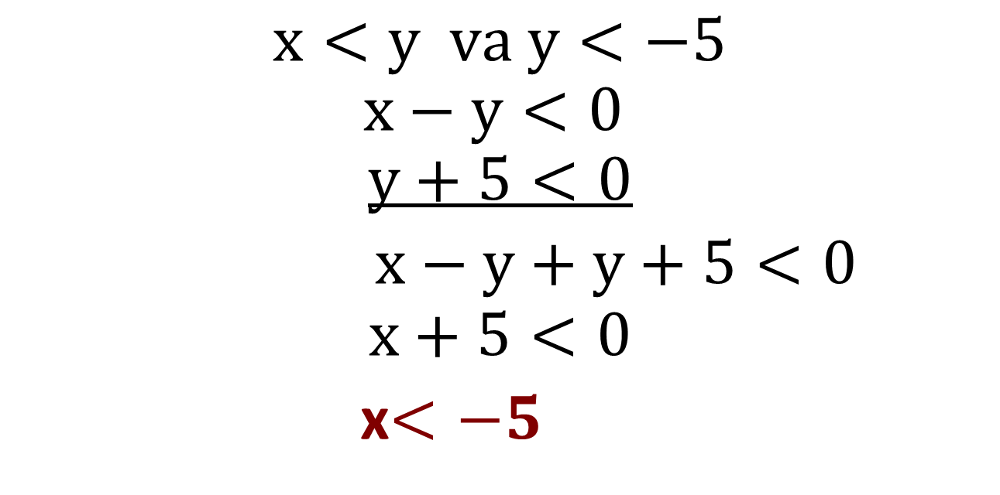 x < y va y < −5
x − y < 0
y + 5 < 0
x − y + y + 5 < 0
x + 5 < 0
x< −5